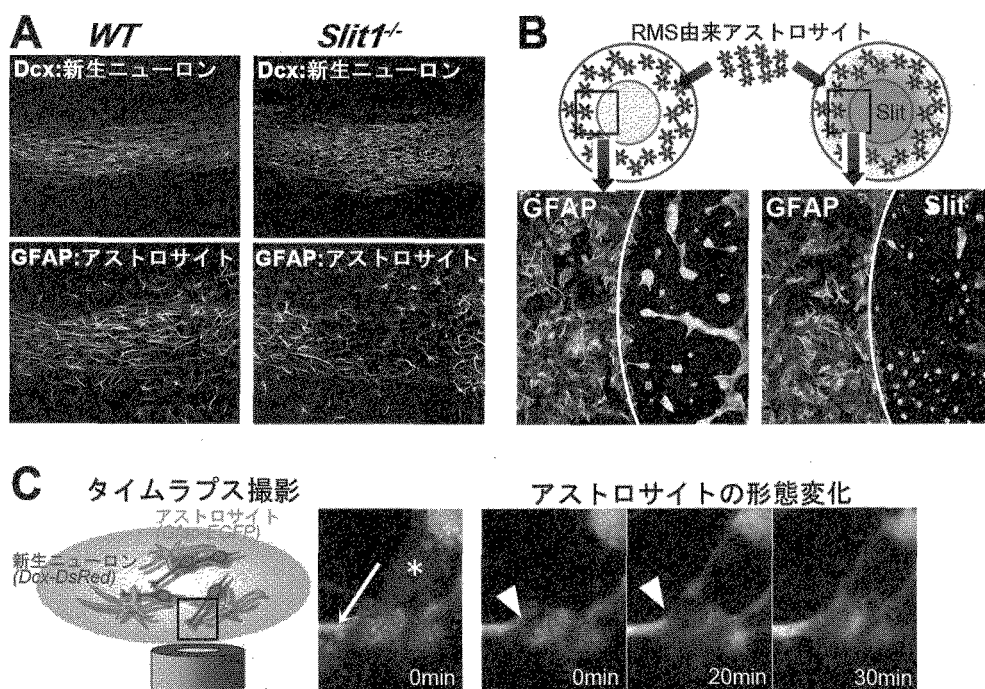 A
WT
Slit1-/-
Dcx:新生ニューロン
Dcx:新生ニューロン
GFAP:アストロサイト
GFAP:アストロサイト
B
RMS由来アストロサイト
Slit
GFAP
GFAP
Slit
C
タイムラプス撮影
アストロサイト
EGFP)
新生ニューロン
(Dcx-DsRed)
*
0min
アストロサイトの形態変化
0min
20min
30min